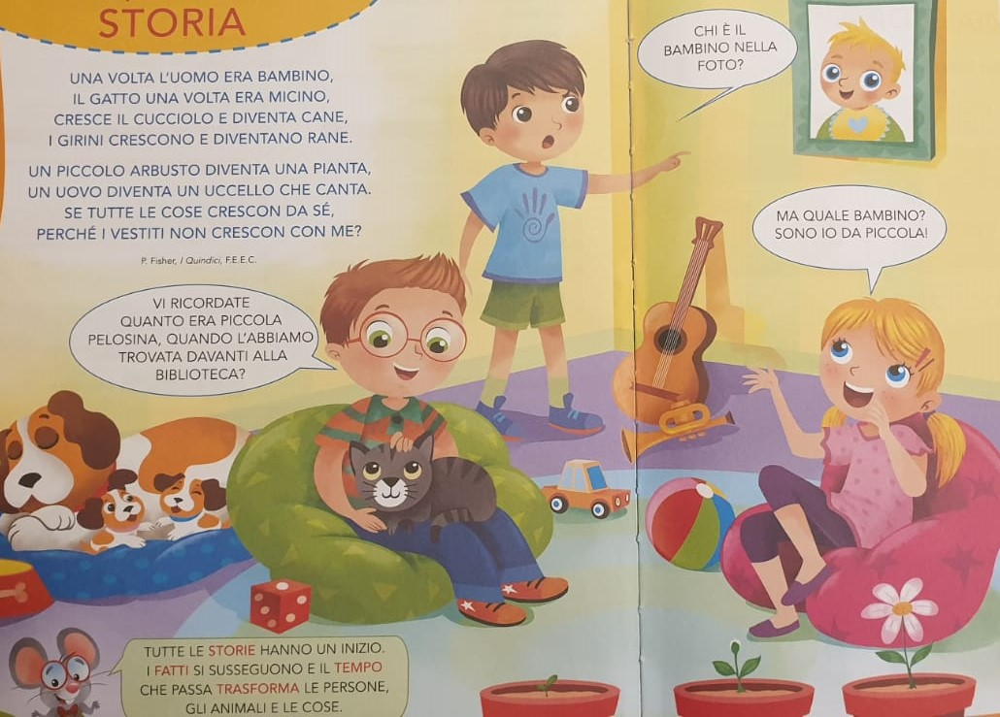 STORIA
UNA VOLTA L'UOMO ERA BAMBINO,
IL GATTO UNA VOLTA ERA MICINO,
CRESCE IL CUCCIOLO E DIVENTA CANE,
I GIRINI CRESCONO E DIVENTANO RANE.
UN PICCOLO ARBUSTO DIVENTA UNA PIANTA,
UN UOVO DIVENTA UN UCCELLO CHE CANTA.
SE TUTTE LE COSE CRESCON DA SÉ,
PERCHÉ I VESTITI NON CRESCON CON ME?
P. Fisher, I Quindici, F.E.E.C.
CHI È IL
BAMBINO NELLA
FOTO?
MA QUALE BAMBINO?
SONO IO DA PICCOLA!
VI RICORDATE
QUANTO ERA PICCOLA
PELOSINA, QUANDO L'ABBIAMO
TROVATA DAVANTI ALLA
BIBLIOTECA?
TUTTE LE STORIE HANNO UN INIZIO.
I FATTI SI SUSSEGUONO E IL TEMPO
CHE PASSA TRASFORMA LE PERSONE,
GLI ANIMALI E LE COSE.